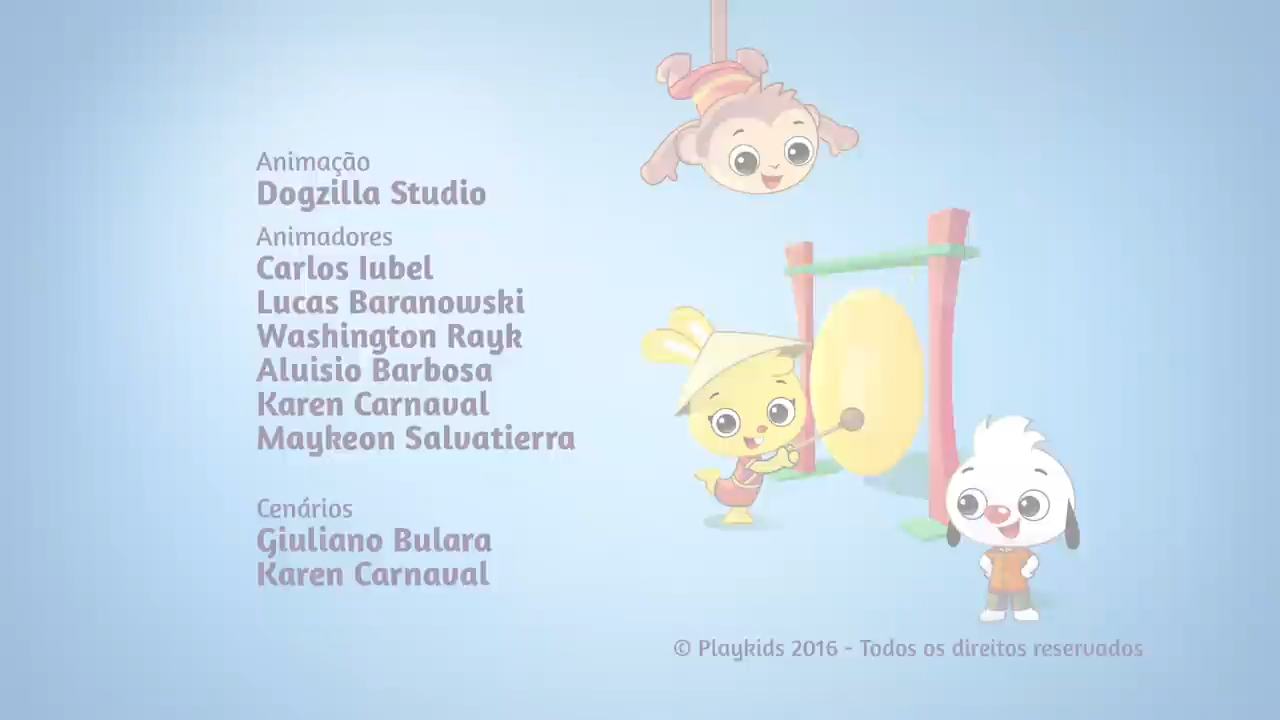 Animação
Dogzilla Studio
Animadores
Carlos Iubel
Lucas Baranowski
Washington Rayk
Aluisio Barbosa
Karen Carnaval
Maykeon Salvatierra
Cenários
Giuliano Bulara
Karen Carnaval
© Playkids 2016 - Todos os direitos reservados